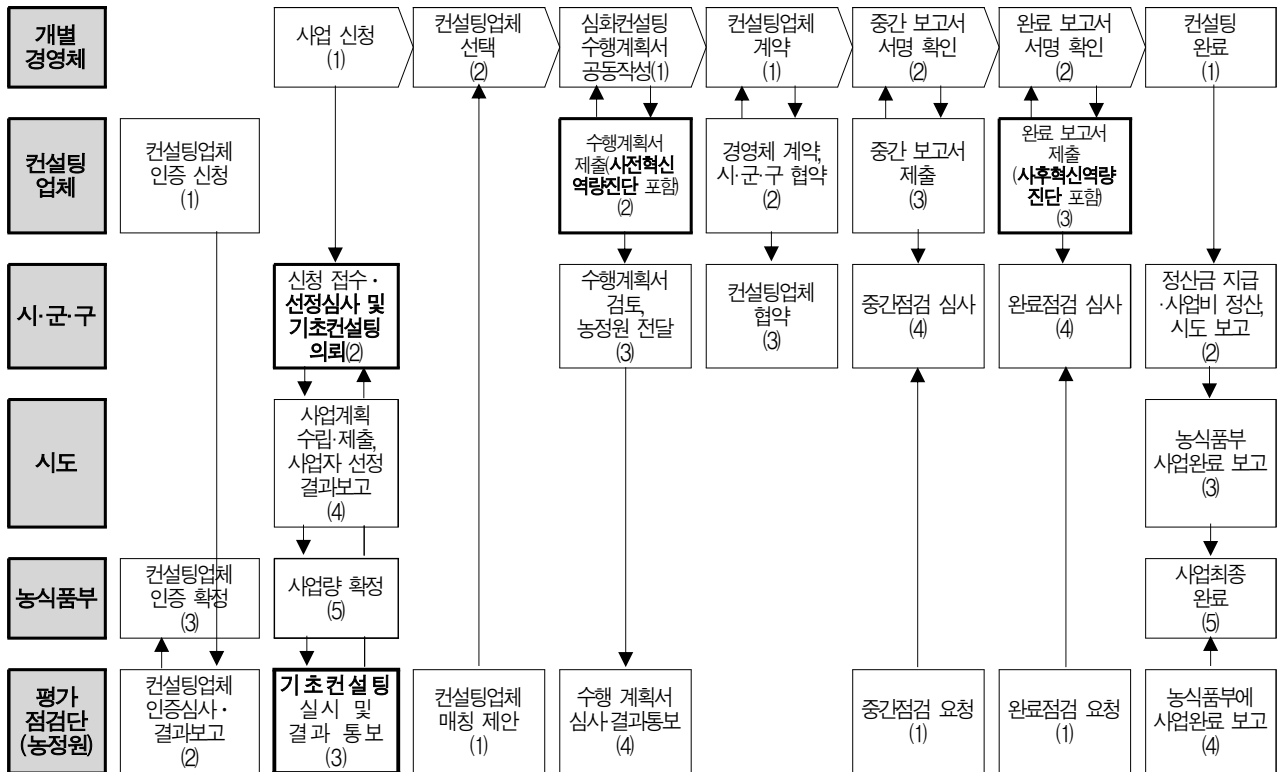 개별
경영체
사업 신청
(1)
컨설팅업체
선택
(2)
심화컨설팅
수행계획서
공동작성(1)
컨설팅업체
계약
(1)
중간 보고서
서명 확인
(2)
완료 보고서
서명 확인
(2)
컨설팅
완료
(1)
컨설팅
업체
컨설팅업체
인증 신청
(1)
수행계획서
제출(사전혁신
역량진단 포함)
(2)
경영체 계약,
시·군·구 협약
(2)
중간 보고서
제출
(3)
완료 보고서
제출
(사후혁신역량
진단 포함)
(3)
시·군·구
신청 접수·
선정심사 및
기초컨설팅
의뢰(2)
수행계획서
검토,
농정원 전달
(3)
컨설팅업체
협약
(3)
중간점검 심사
(4)
완료점검 심사
(4)
정산금 지급
·사업비 정산,
시도 보고
(2)
시도
사업계획
수립·제출,
사업자 선정
결과보고
(4)
농식품부
사업완료 보고
(3)
농식품부
컨설팅업체
인증 확정
(3)
사업량 확정
(5)
사업최종
완료
(5)
평가
점검단
(농정원)
컨설팅업체
인증심사·
결과보고
(2)
기초컨설팅
실시 및
결과 통보
(3)
컨설팅업체
매칭 제안
(1)
수행 계획서
심사·결과통보
(4)
중간점검 요청
(1)
완료점검 요청
(1)
농식품부에
사업완료 보고
(4)